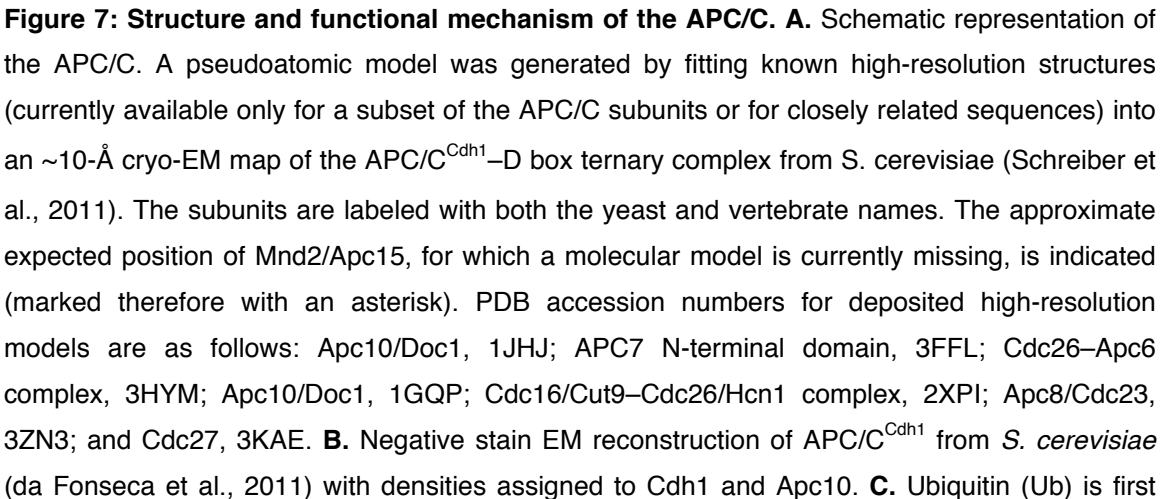 Figure 7: Structure and functional mechanism of the APC/C. A. Schematic representation of
the APC/C. A pseudoatomic model was generated by fitting known high-resolution structures
(currently available only for a subset of the APC/C subunits or for closely related sequences) into
an ~10-Å cryo-EM map of the APC/C^Cdh1–D box ternary complex from S. cerevisiae (Schreiber et
al., 2011). The subunits are labeled with both the yeast and vertebrate names. The approximate
expected position of Mnd2/Apc15, for which a molecular model is currently missing, is indicated
(marked therefore with an asterisk). PDB accession numbers for deposited high-resolution
models are as follows: Apc10/Doc1, 1JHJ; APC7 N-terminal domain, 3FFL; Cdc26–Apc6
complex, 3HYM; Apc10/Doc1, 1GQP; Cdc16/Cut9–Cdc26/Hcn1 complex, 2XPI; Apc8/Cdc23,
3ZN3; and Cdc27, 3KAE. B. Negative stain EM reconstruction of APC/C^Cdh1 from S. cerevisiae
(da Fonseca et al., 2011) with densities assigned to Cdh1 and Apc10. C. Ubiquitin (Ub) is first